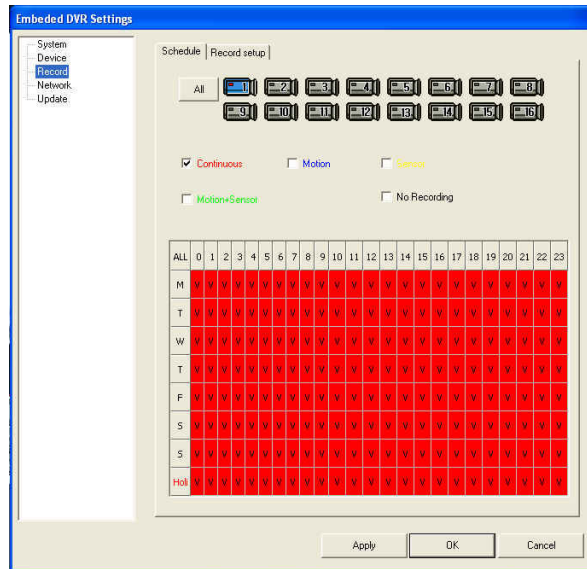 Embeded DVR Settings
System
Device
Record
Network
Update
Schedule Record setup
All 1 2 3 4 5 6 7 8
9 10 11 12 13 14 15 16
Continuous Motion Sensor
Motion+Sensor No Recording
ALL 0 1 2 3 4 5 6 7 8 9 10 11 12 13 14 15 16 17 18 19 20 21 22 23
M V V V V V V V V V V V V V V V V V V V V V V V V
T V V V V V V V V V V V V V V V V V V V V V V V V
W V V V V V V V V V V V V V V V V V V V V V V V V
T V V V V V V V V V V V V V V V V V V V V V V V V
F V V V V V V V V V V V V V V V V V V V V V V V V
S V V V V V V V V V V V V V V V V V V V V V V V V
S V V V V V V V V V V V V V V V V V V V V V V V V
Holi V V V V V V V V V V V V V V V V V V V V V V V V
Apply OK Cancel